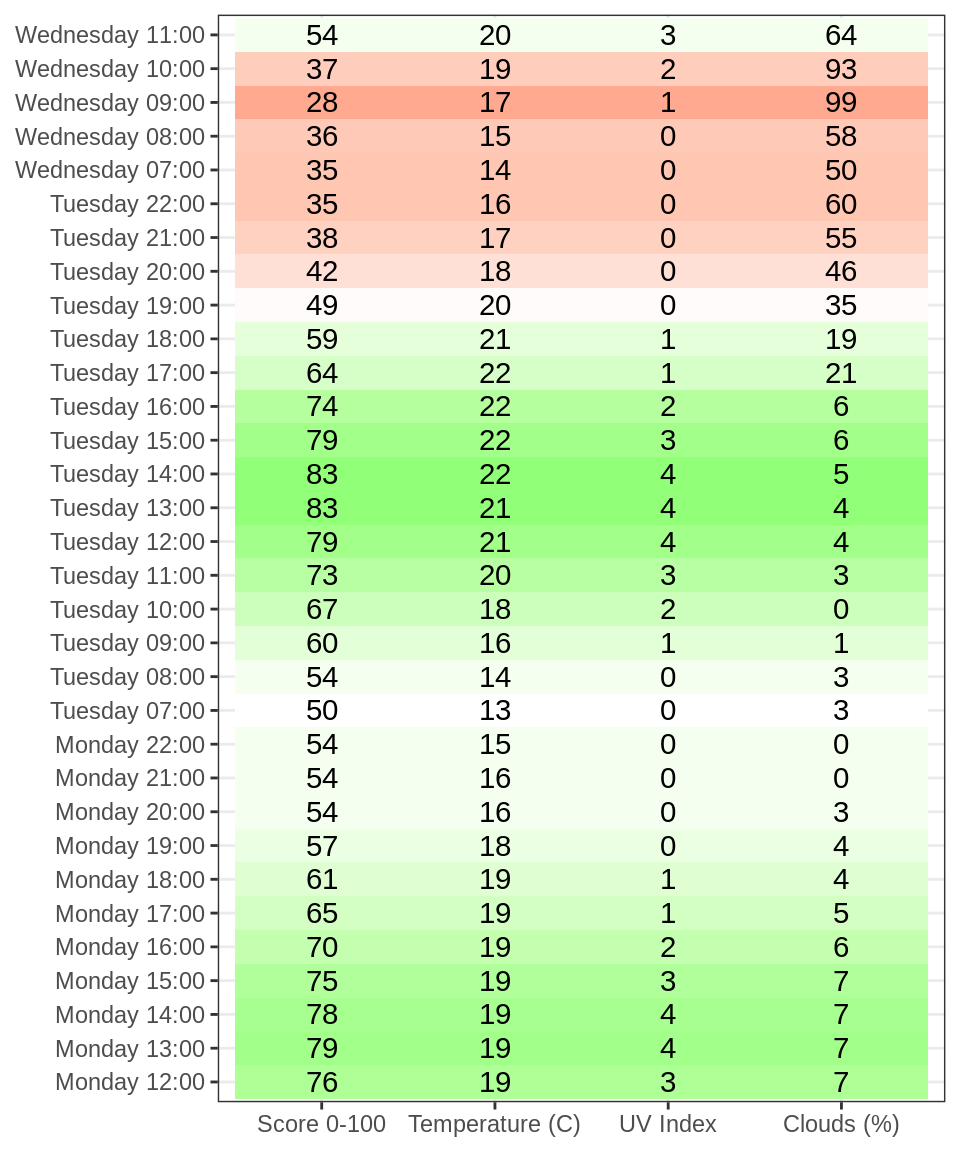 Wednesday 11:00 54 20 3 64
Wednesday 10:00 37 19 2 93
Wednesday 09:00 28 17 1 99
Wednesday 08:00 36 15 0 58
Wednesday 07:00 35 14 0 50
Tuesday 22:00 35 16 0 60
Tuesday 21:00 38 17 0 55
Tuesday 20:00 42 18 0 46
Tuesday 19:00 49 20 0 35
Tuesday 18:00 59 21 1 19
Tuesday 17:00 64 22 1 21
Tuesday 16:00 74 22 2 6
Tuesday 15:00 79 22 3 6
Tuesday 14:00 83 22 4 5
Tuesday 13:00 83 21 4 4
Tuesday 12:00 79 21 4 4
Tuesday 11:00 73 20 3 3
Tuesday 10:00 67 18 2 0
Tuesday 09:00 60 16 1 1
Tuesday 08:00 54 14 0 3
Tuesday 07:00 50 13 0 3
Monday 22:00 54 15 0 0
Monday 21:00 54 16 0 0
Monday 20:00 54 16 0 3
Monday 19:00 57 18 0 4
Monday 18:00 61 19 1 4
Monday 17:00 65 19 1 5
Monday 16:00 70 19 2 6
Monday 15:00 75 19 3 7
Monday 14:00 78 19 4 7
Monday 13:00 79 19 4 7
Monday 12:00 76 19 3 7
Score 0-100 Temperature (C) UV Index Clouds (%)